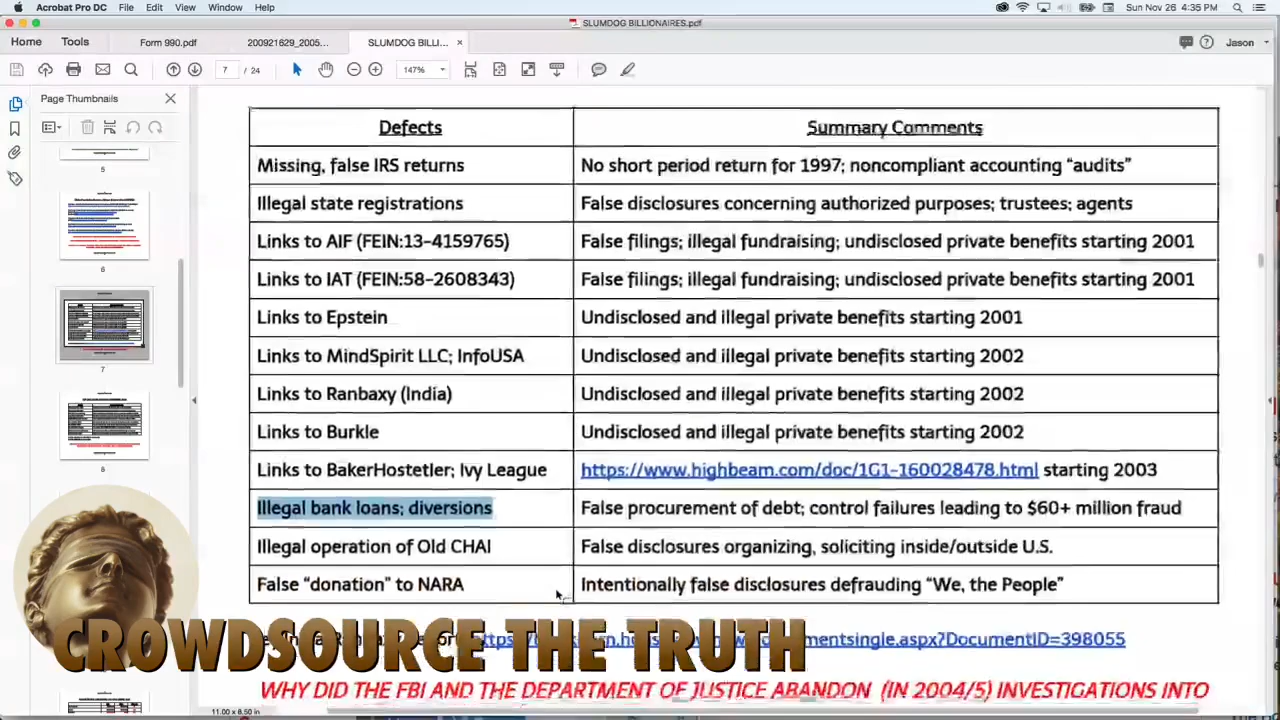 Acrobat Pro DC File Edit View Window Help Sun Nov 26 4:35 PM
SLUMDOG BILLIONAIRES.pdf
Home Tools Form 990.pdf 200921629_2005... SLUMDOG BILLI... × Jason
7 / 24 147%
Page Thumbnails
5
6
7
8
Defects Summary Comments
Missing, false IRS returns No short period return for 1997; noncompliant accounting “audits”
Illegal state registrations False disclosures concerning authorized purposes; trustees; agents
Links to AIF (FEIN:13-4159765) False filings; illegal fundraising; undisclosed private benefits starting 2001
Links to IAT (FEIN:58-2608343) False filings; illegal fundraising; undisclosed private benefits starting 2001
Links to Epstein Undisclosed and illegal private benefits starting 2001
Links to MindSpirit LLC; InfoUSA Undisclosed and illegal private benefits starting 2002
Links to Ranbaxy (India) Undisclosed and illegal private benefits starting 2002
Links to Burkle Undisclosed and illegal private benefits starting 2002
Links to BakerHostetler; Ivy League https://www.highbeam.com/doc/1G1-160028478.html starting 2003
Illegal bank loans; diversions False procurement of debt; control failures leading to $60+ million fraud
Illegal operation of Old CHAI False disclosures organizing, soliciting inside/outside U.S.
False “donation” to NARA Intentionally false disclosures defrauding “We, the People”
CROWDSOURCE THE TRUTH
DocumentID=398055
WHY DID THE FBI AND THE DEPARTMENT OF JUSTICE ABANDON (IN 2004/5) INVESTIGATIONS INTO
11.00 x 8.50 in